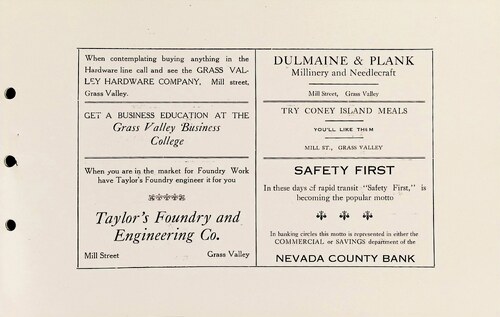 When contemplating buying anything in the
Hardware line call and see the GRASS VAL-
LEY HARDWARE COMPANY, Mill street,
Grass Valley.
GET A BUSINESS EDUCATION AT THE
Grass Valley Business
College
When you are in the market for Foundry Work
have Taylor's Foundry engineer it for you
Taylor's Foundry and
Engineering Co.
Mill Street Grass Valley
DULMAINE & PLANK
Millinery and Needlecraft
Mill Street, Grass Valley
TRY CONEY ISLAND MEALS
YOU'LL LIKE THEM
MILL ST., GRASS VALLEY
SAFETY FIRST
In these days of rapid transit "Safety First," is
becoming the popular motto
In banking circles this motto is represented in either the
COMMERCIAL or SAVINGS department of the
NEVADA COUNTY BANK